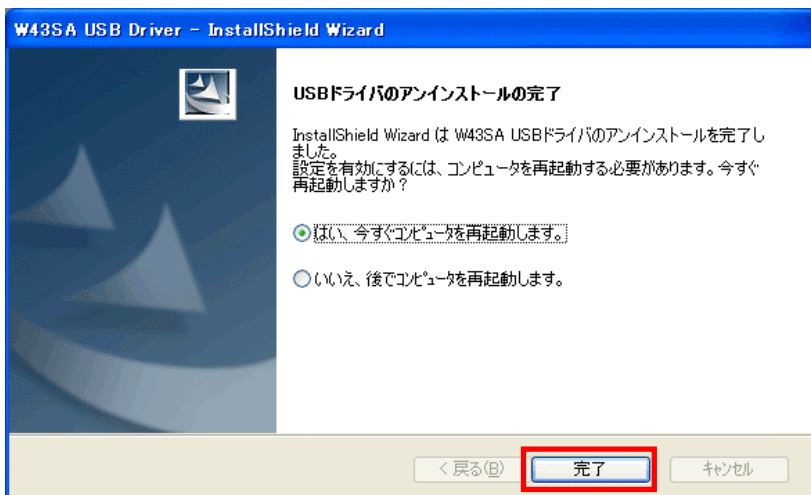 W43SA USB Driver - InstallShield Wizard
USBドライバのアンインストールの完了
InstallShield Wizard は W43SA USBドライバのアンインストールを完了し
ました。
設定を有効にするには、コンピュータを再起動する必要があります。今すぐ
再起動しますか？
はい、今すぐコンピュータを再起動します。
いいえ、後でコンピュータを再起動します。
< 戻る(B) 完了 キャンセル